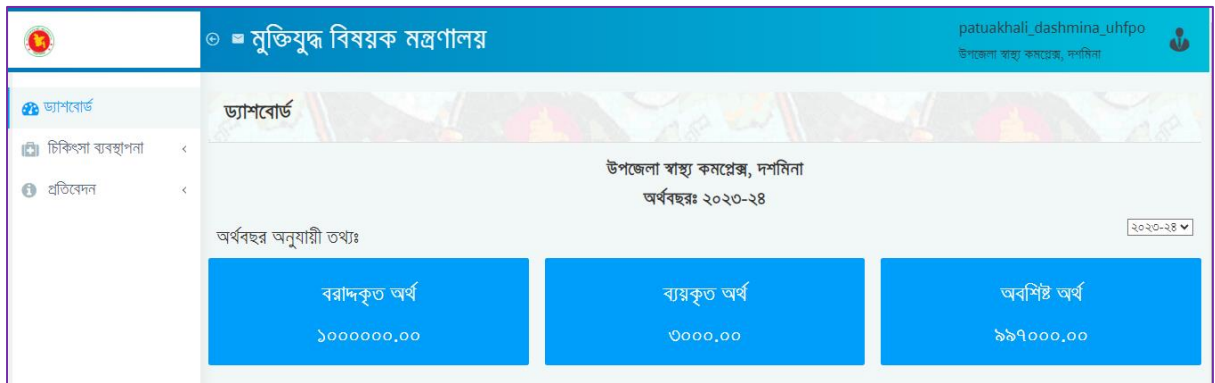 মুক্তিযুদ্ধ বিষয়ক মন্ত্রণালয়
patuakhali_dashmina_uhfpo
উপজেলা স্বাস্থ্য কমপ্লেক্স, দশমিনা
ড্যাশবোর্ড
চিকিৎসা ব্যবস্থাপনা
প্রতিবেদন
ড্যাশবোর্ড
উপজেলা স্বাস্থ্য কমপ্লেক্স, দশমিনা
অর্থবছরঃ ২০২৩-২৪
অর্থবছর অনুযায়ী তথ্যঃ
২০২৩-২৪
বরাদ্দকৃত অর্থ
১০০০০০০.০০
ব্যয়কৃত অর্থ
৩০০০.০০
অবশিষ্ট অর্থ
৯৯৭০০০.০০